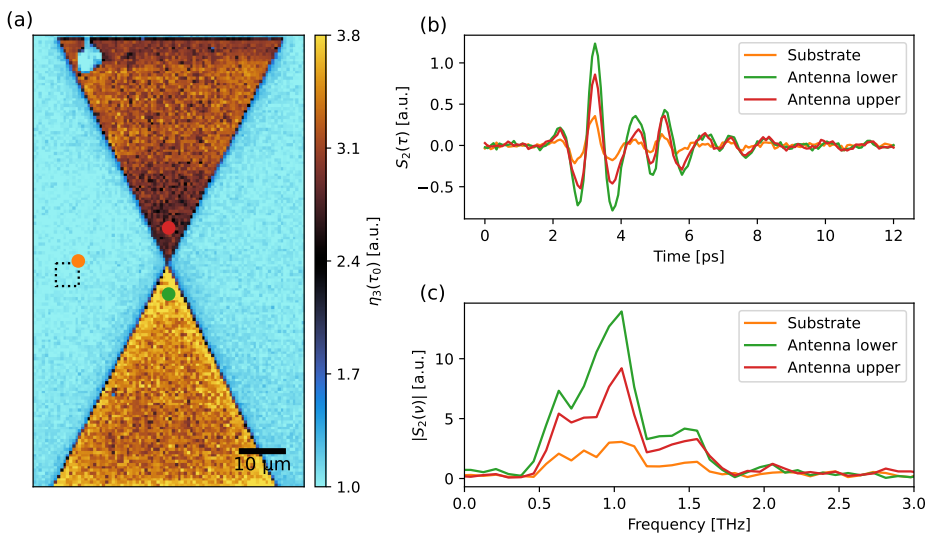 (a)
3.8
3.1
2.4
1.7
1.0
η₃(τ₀) [a.u.]
10 μm
(b)
1.0
0.5
0.0
−0.5
S₂(τ) [a.u.]
Substrate
Antenna lower
Antenna upper
0 2 4 6 8 10 12
Time [ps]
(c)
10
5
0
|S₂(ν)| [a.u.]
Substrate
Antenna lower
Antenna upper
0.0 0.5 1.0 1.5 2.0 2.5 3.0
Frequency [THz]